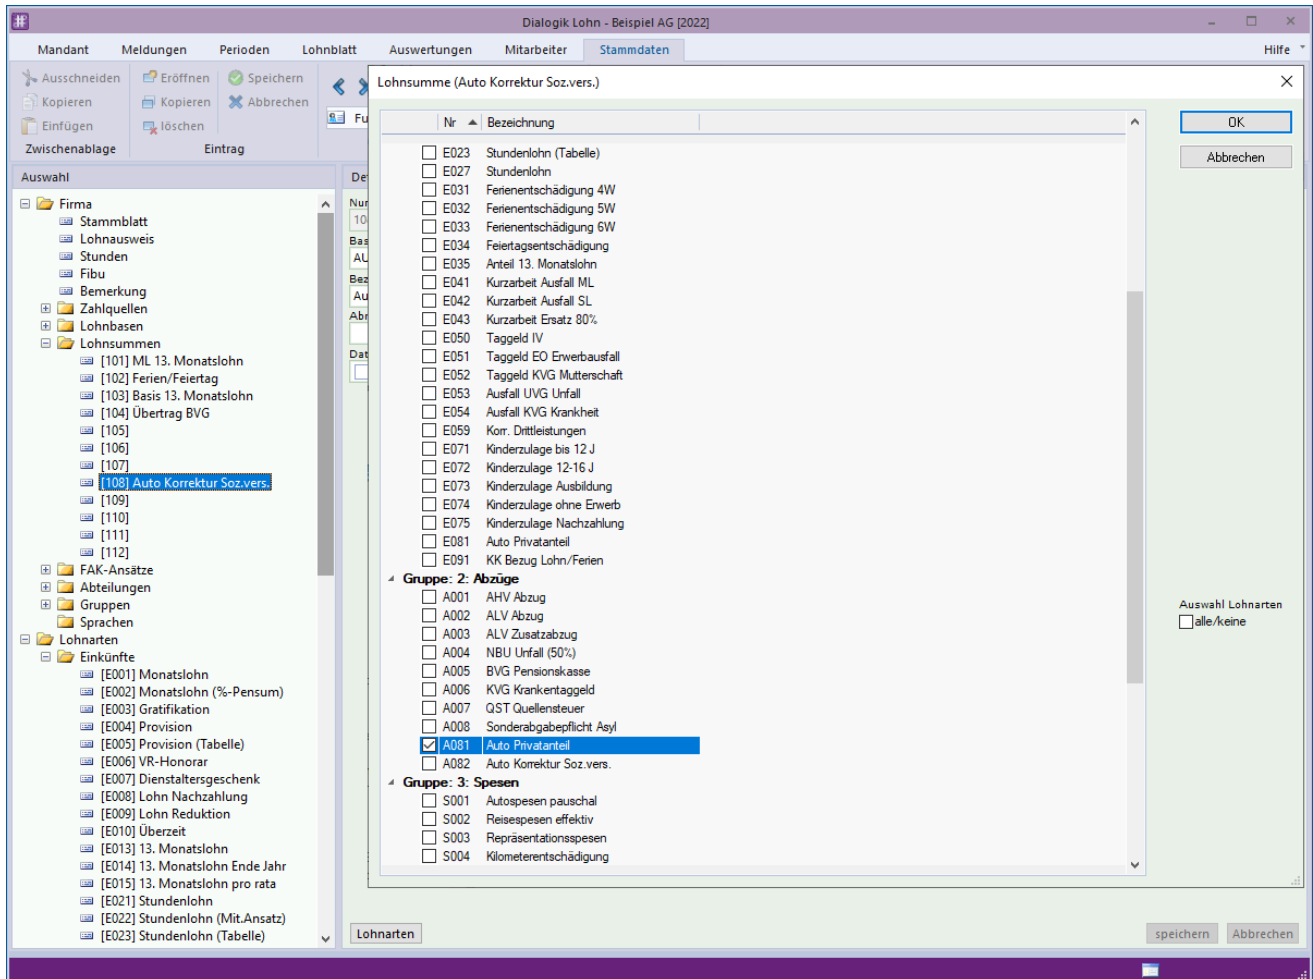 Dialogik Lohn - Beispiel AG [2022]
Mandant Meldungen Perioden Lohnblatt Auswertungen Mitarbeiter Stammdaten Hilfe
Ausschneiden Eröffnen Speichern
Kopieren Kopieren Abbrechen
Einfügen löschen
Zwischenablage Eintrag
Fu
Auswahl
Firma
Stammblatt
Lohnausweis
Stunden
Fibu
Bemerkung
Zahlquellen
Lohnbasen
Lohnsummen
[101] ML 13. Monatslohn
[102] Ferien/Feiertag
[103] Basis 13. Monatslohn
[104] Übertrag BVG
[105]
[106]
[107]
[108] Auto Korrektur Soz.vers.
[109]
[110]
[111]
[112]
FAK-Ansätze
Abteilungen
Gruppen
Sprachen
Lohnarten
Einkünfte
[E001] Monatslohn
[E002] Monatslohn (%-Pensum)
[E003] Gratifikation
[E004] Provision
[E005] Provision (Tabelle)
[E006] VR-Honorar
[E007] Dienstaltersgeschenk
[E008] Lohn Nachzahlung
[E009] Lohn Reduktion
[E010] Überzeit
[E013] 13. Monatslohn
[E014] 13. Monatslohn Ende Jahr
[E015] 13. Monatslohn pro rata
[E021] Stundenlohn
[E022] Stundenlohn (Mit.Ansatz)
[E023] Stundenlohn (Tabelle)
Det
Nur
10
Bas
AU
Bez
Au
Abr
Dat
Lohnarten
speichern Abbrechen
Lohnsumme (Auto Korrektur Soz.vers.)
Nr Bezeichnung
E023 Stundenlohn (Tabelle)
E027 Stundenlohn
E031 Ferienentschädigung 4W
E032 Ferienentschädigung 5W
E033 Ferienentschädigung 6W
E034 Feiertagsentschädigung
E035 Anteil 13. Monatslohn
E041 Kurzarbeit Ausfall ML
E042 Kurzarbeit Ausfall SL
E043 Kurzarbeit Ersatz 80%
E050 Taggeld IV
E051 Taggeld EO Erwerbausfall
E052 Taggeld KVG Mutterschaft
E053 Ausfall UVG Unfall
E054 Ausfall KVG Krankheit
E059 Korr. Drittleistungen
E071 Kinderzulage bis 12 J
E072 Kinderzulage 12-16 J
E073 Kinderzulage Ausbildung
E074 Kinderzulage ohne Erwerb
E075 Kinderzulage Nachzahlung
E081 Auto Privatanteil
E091 KK Bezug Lohn/Ferien
Gruppe: 2: Abzüge
A001 AHV Abzug
A002 ALV Abzug
A003 ALV Zusatzabzug
A004 NBU Unfall (50%)
A005 BVG Pensionskasse
A006 KVG Krankentaggeld
A007 QST Quellensteuer
A008 Sonderabgabepflicht Asyl
A081 Auto Privatanteil
A082 Auto Korrektur Soz.vers.
Gruppe: 3: Spesen
S001 Autospesen pauschal
S002 Reisespesen effektiv
S003 Repräsentationsspesen
S004 Kilometerentschädigung
OK
Abbrechen
Auswahl Lohnarten
alle/keine